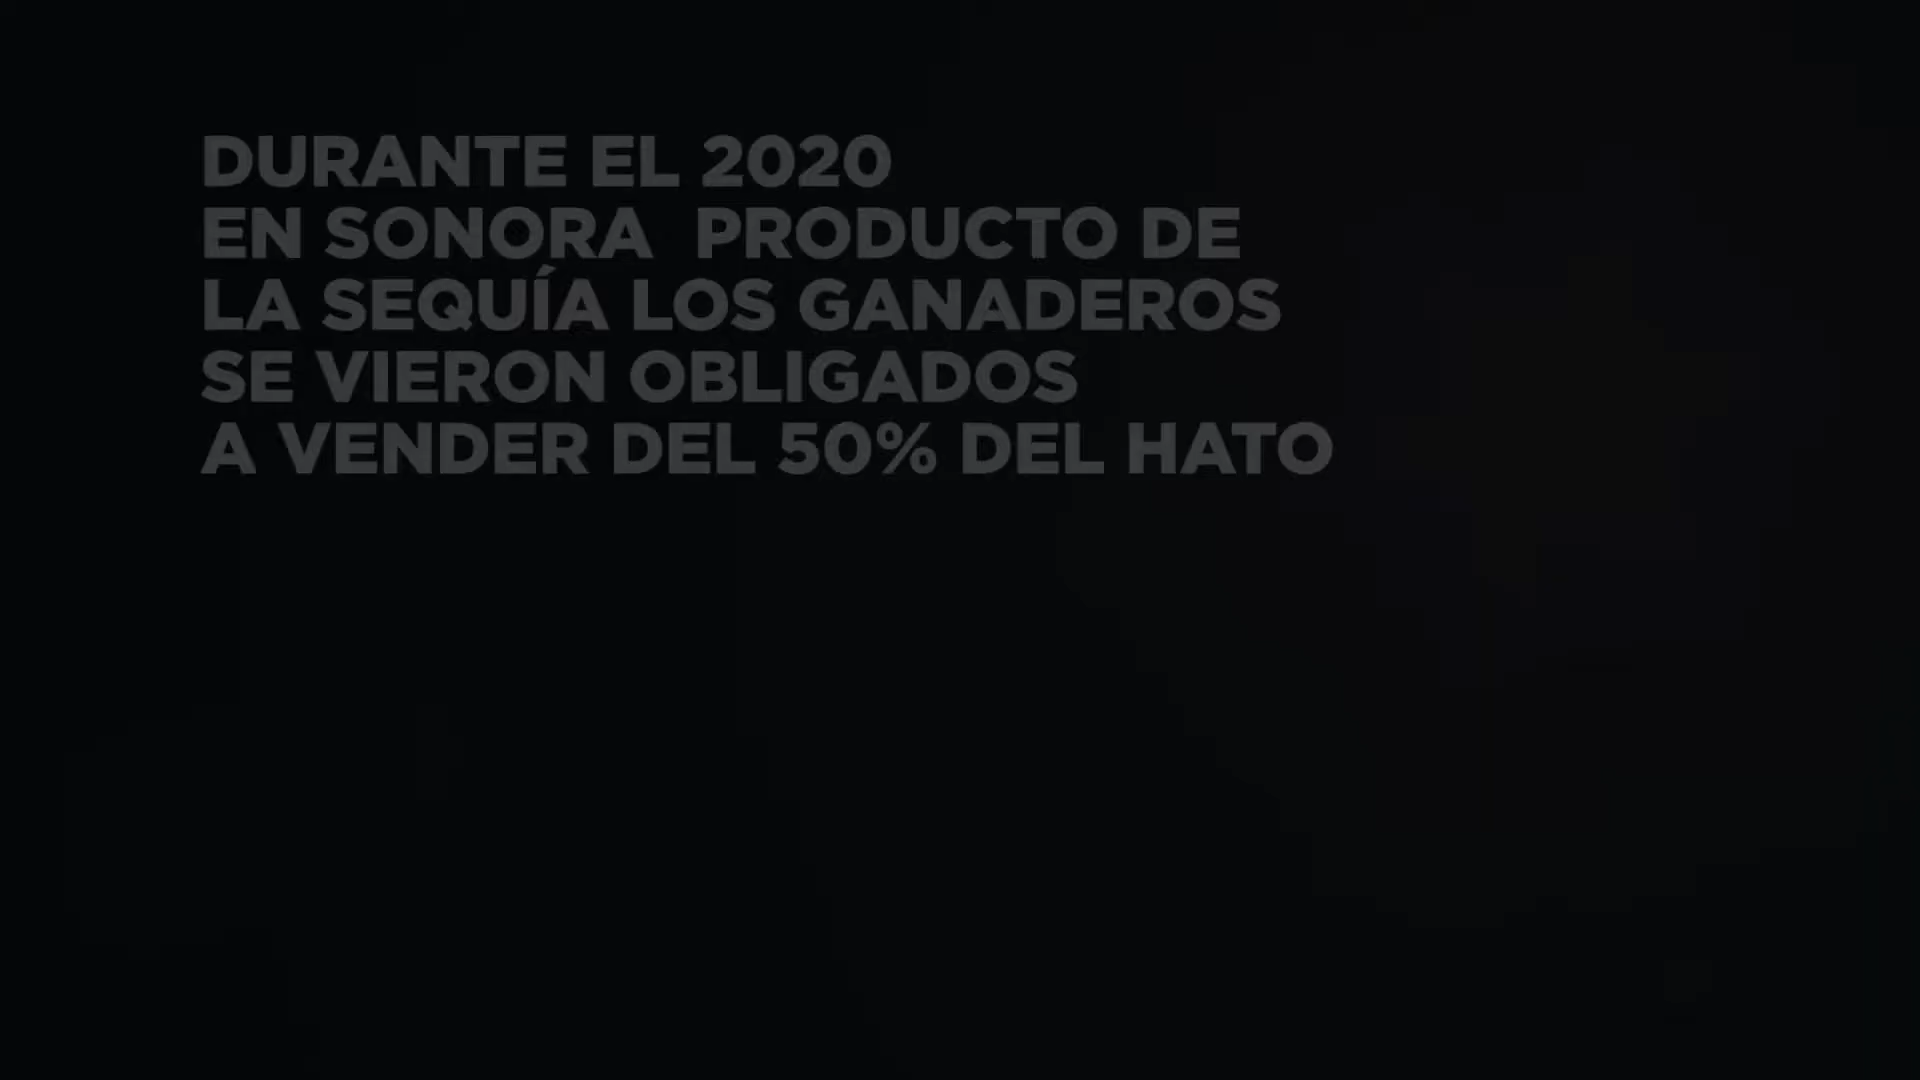 DURANTE EL 2020
EN SONORA  PRODUCTO DE
LA SEQUÍA LOS GANADEROS
SE VIERON OBLIGADOS
A VENDER DEL 50% DEL HATO